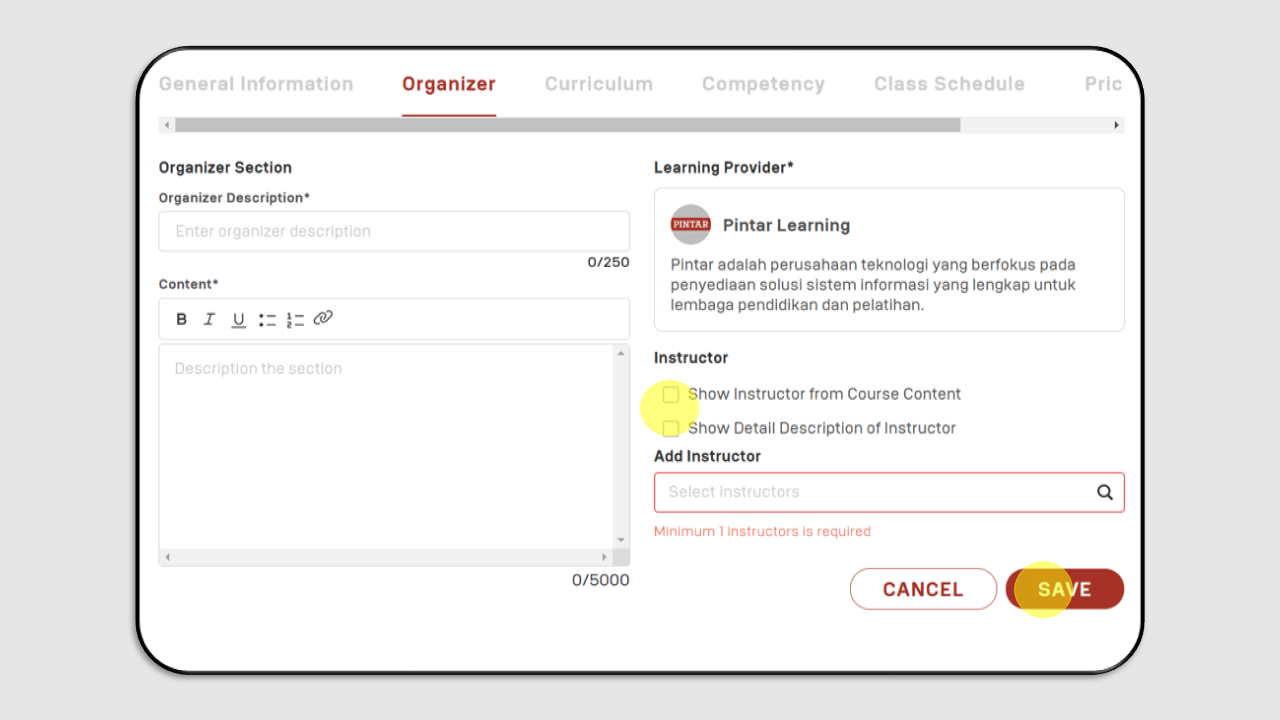 General Information Organizer Curriculum Competency Class Schedule Pric
Organizer Section
Organizer Description*
Enter organizer description
0/250
Content*
B I U
Description the section
0/5000
Learning Provider*
PINTAR
Pintar Learning
Pintar adalah perusahaan teknologi yang berfokus pada
penyediaan solusi sistem informasi yang lengkap untuk
lembaga pendidikan dan pelatihan.
Instructor
Show Instructor from Course Content
Show Detail Description of Instructor
Add Instructor
Select Instructors
Minimum 1 instructors is required
CANCEL SAVE